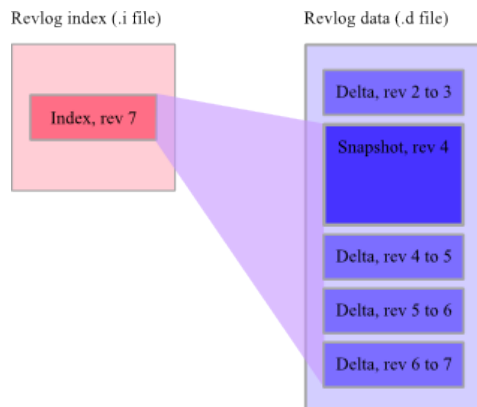 Revlog index (.i file)
Revlog data (.d file)
Index, rev 7
Delta, rev 2 to 3
Snapshot, rev 4
Delta, rev 4 to 5
Delta, rev 5 to 6
Delta, rev 6 to 7